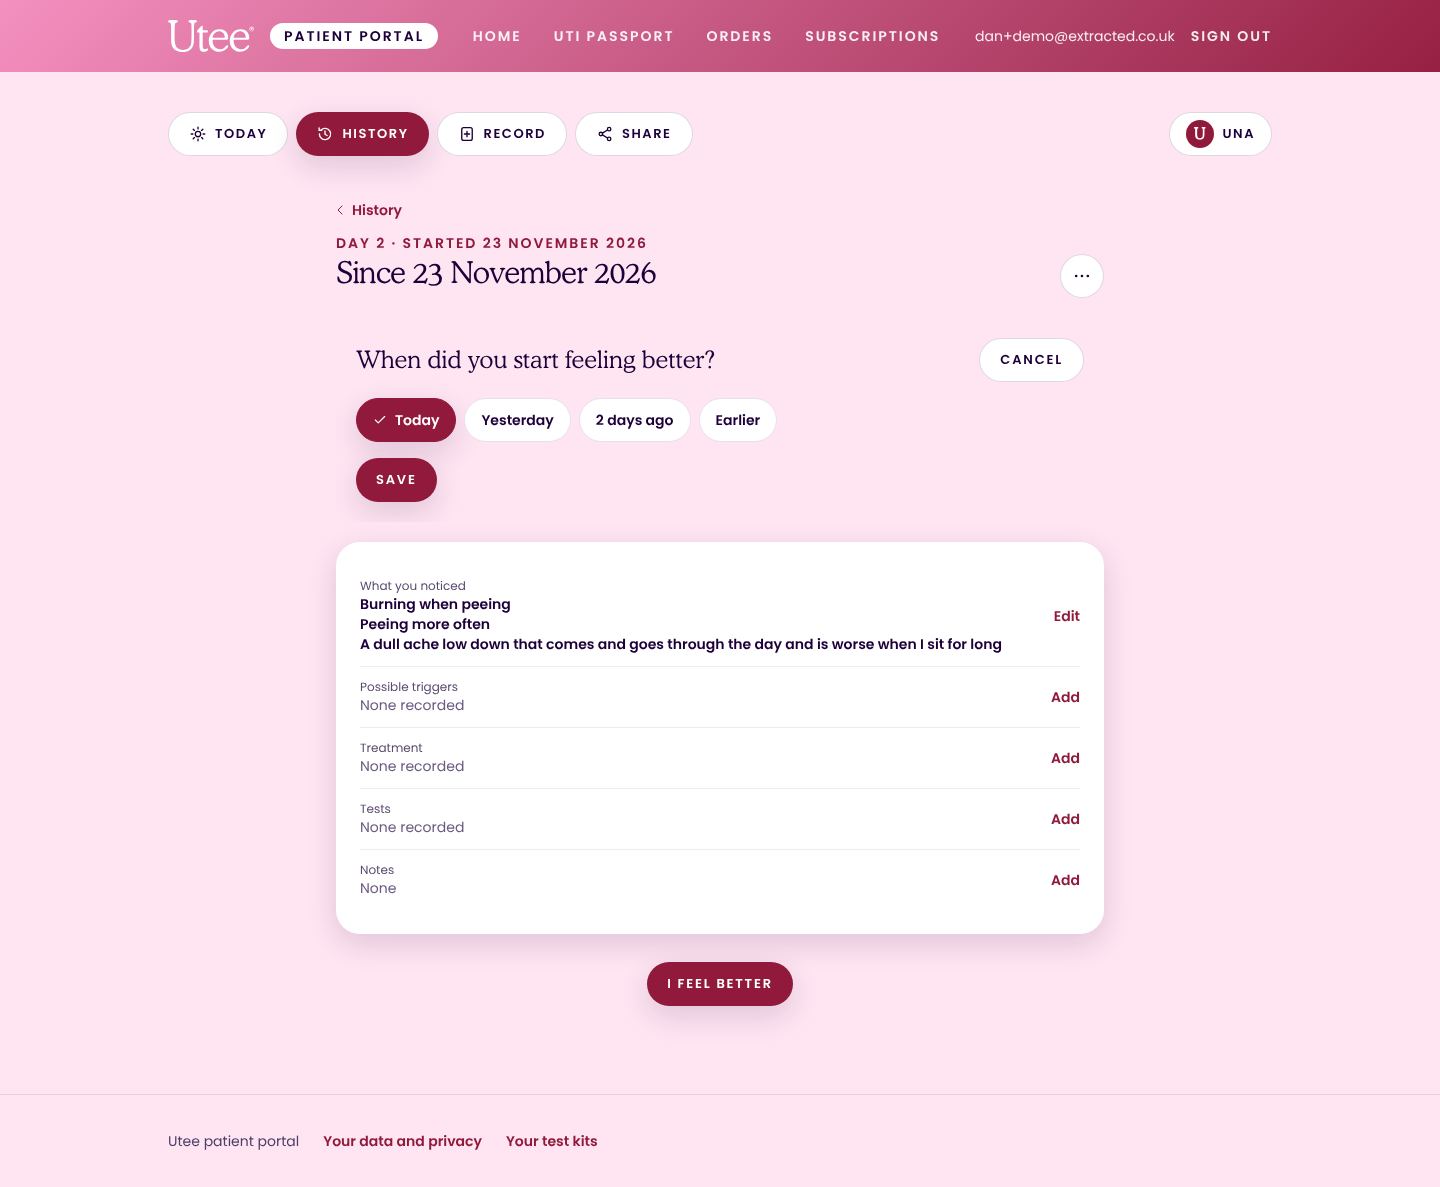 Utee®
PATIENT PORTAL
HOME
UTI PASSPORT
ORDERS
SUBSCRIPTIONS
dan+demo@extracted.co.uk
SIGN OUT
TODAY
HISTORY
RECORD
SHARE
U
UNA
History
DAY 2 · STARTED 23 NOVEMBER 2026
Since 23 November 2026
When did you start feeling better?
CANCEL
Today
Yesterday
2 days ago
Earlier
SAVE
What you noticed
Burning when peeing
Peeing more often
A dull ache low down that comes and goes through the day and is worse when I sit for long
Edit
Possible triggers
None recorded
Add
Treatment
None recorded
Add
Tests
None recorded
Add
Notes
None
Add
I FEEL BETTER
Utee patient portal
Your data and privacy
Your test kits